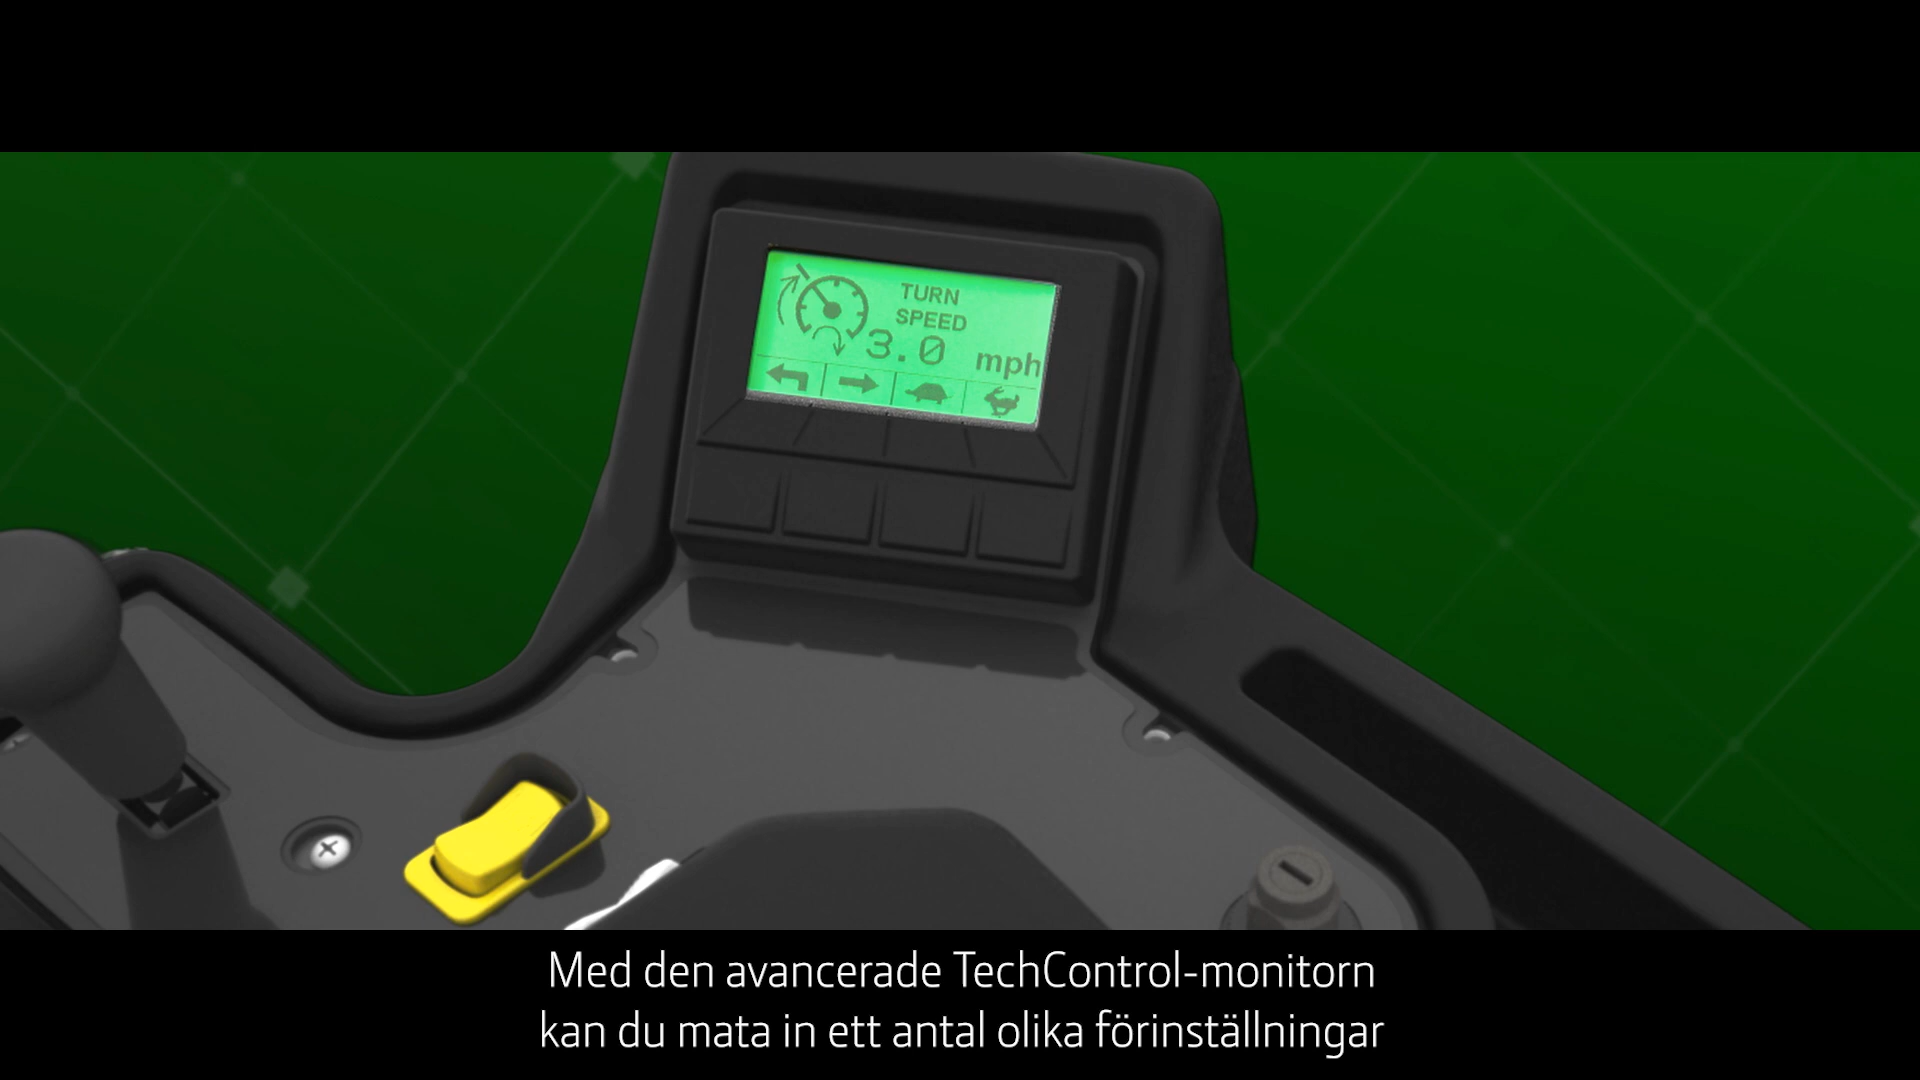 TURN
SPEED
3.0 mph
Med den avancerade TechControl-monitorn
kan du mata in ett antal olika förinställningar